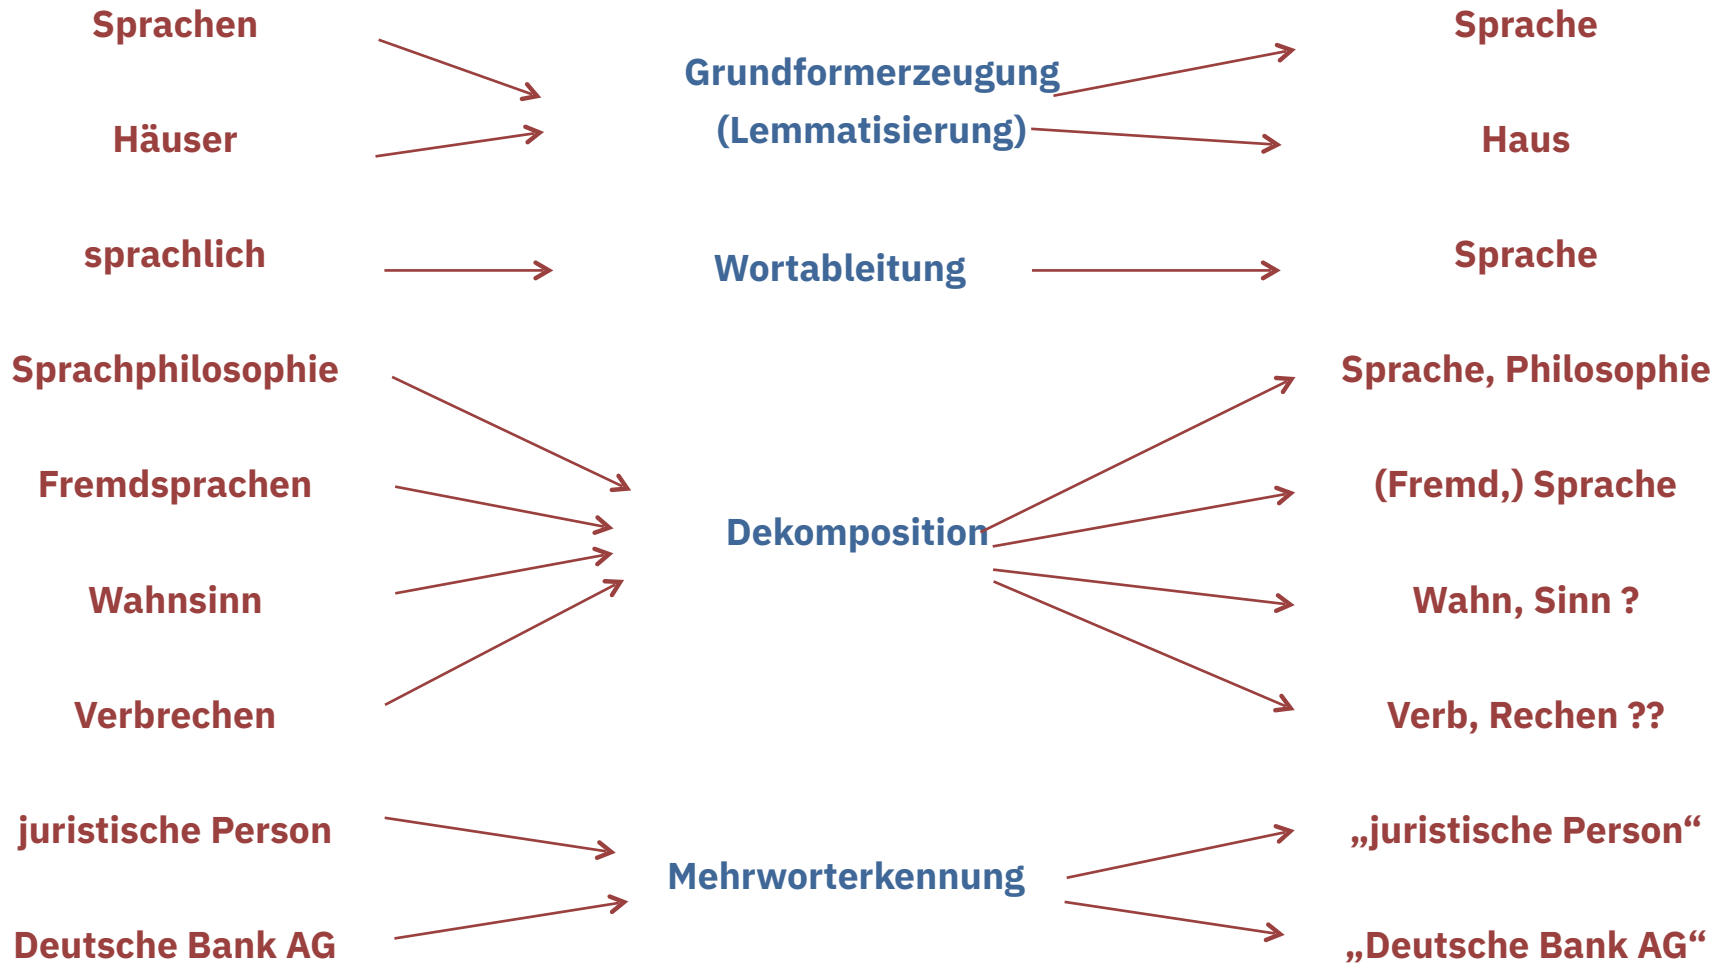 Sprachen
Grundformerzeugung
(Lemmatisierung)
Sprache
Häuser
Haus
sprachlich
Wortableitung
Sprache
Sprachphilosophie
Sprache, Philosophie
Fremdsprachen
(Fremd,) Sprache
Dekomposition
Wahnsinn
Wahn, Sinn ?
Verbrechen
Verb, Rechen ??
juristische Person
„juristische Person“
Mehrworterkennung
Deutsche Bank AG
„Deutsche Bank AG“